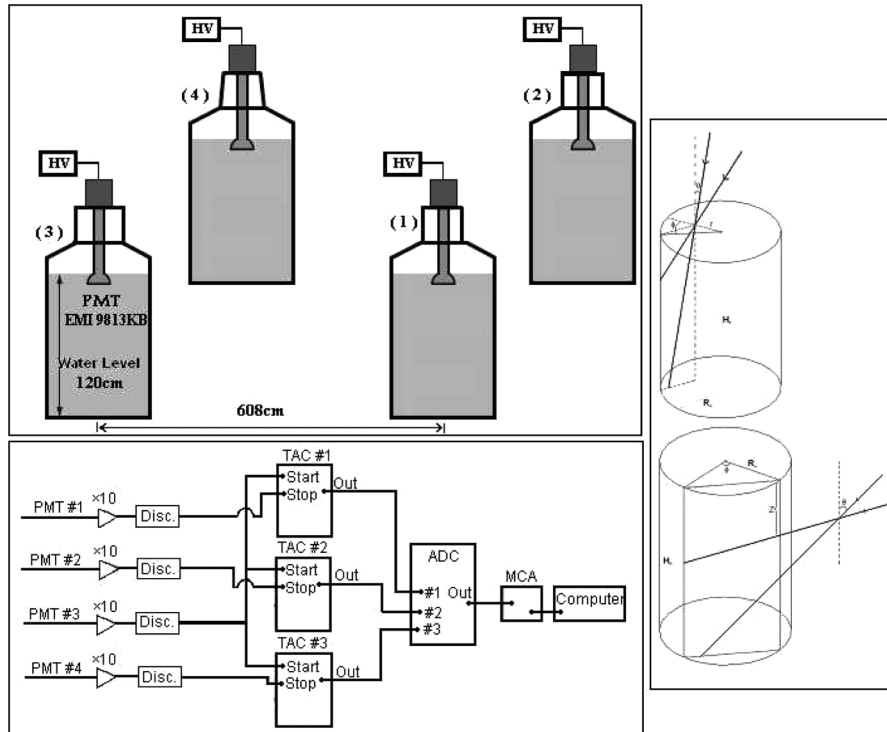 HV
HV
(4)
(2)
HV
HV
(3)
(1)
PMT
EMI 9813KB
Water Level
120cm
608cm
TAC #1
Start
Stop
Out
PMT #1
×10
Disc.
TAC #2
Start
Stop
Out
PMT #2
×10
Disc.
ADC
#1
Out
#2
#3
MCA
Computer
PMT #3
×10
Disc.
TAC #3
Start
Stop
Out
PMT #4
×10
Disc.
θ
φ
r
H
R
φ
R
θ
Z
H